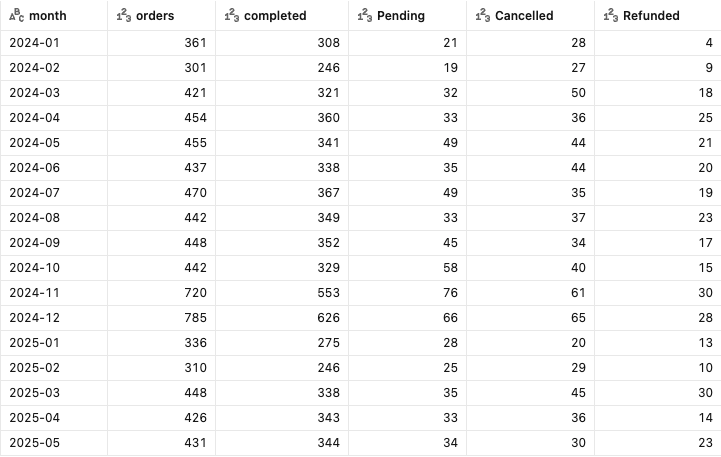 ABC month 123 orders 123 completed 123 Pending 123 Cancelled 123 Refunded
2024-01 361 308 21 28 4
2024-02 301 246 19 27 9
2024-03 421 321 32 50 18
2024-04 454 360 33 36 25
2024-05 455 341 49 44 21
2024-06 437 338 35 44 20
2024-07 470 367 49 35 19
2024-08 442 349 33 37 23
2024-09 448 352 45 34 17
2024-10 442 329 58 40 15
2024-11 720 553 76 61 30
2024-12 785 626 66 65 28
2025-01 336 275 28 20 13
2025-02 310 246 25 29 10
2025-03 448 338 35 45 30
2025-04 426 343 33 36 14
2025-05 431 344 34 30 23